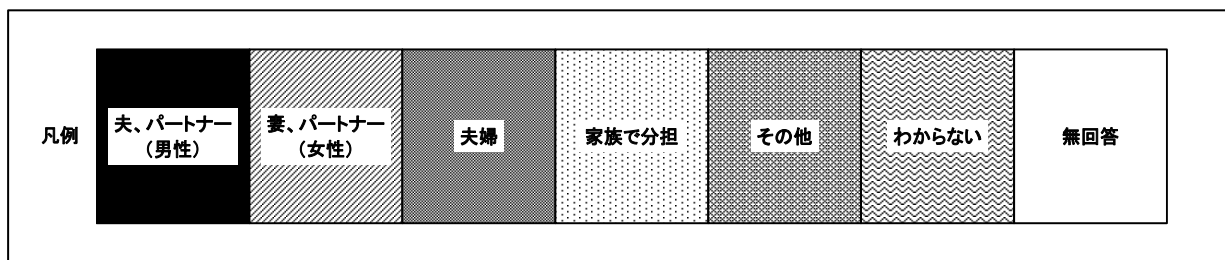 凡例
夫、パートナー
(男性)
妻、パートナー
(女性)
夫婦
家族で分担
その他
わからない
無回答